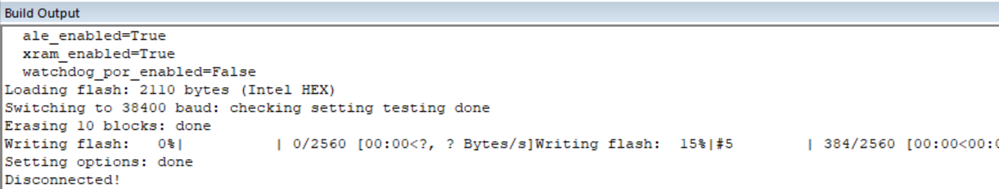 Build Output
ale_enabled=True
xram_enabled=True
watchdog_por_enabled=False
Loading flash: 2110 bytes (Intel HEX)
Switching to 38400 baud: checking setting testing done
Erasing 10 blocks: done
Writing flash:   0%|          | 0/2560 [00:00<?, ? Bytes/s]Writing flash:  15%|#5        | 384/2560 [00:00<00:0
Setting options: done
Disconnected!